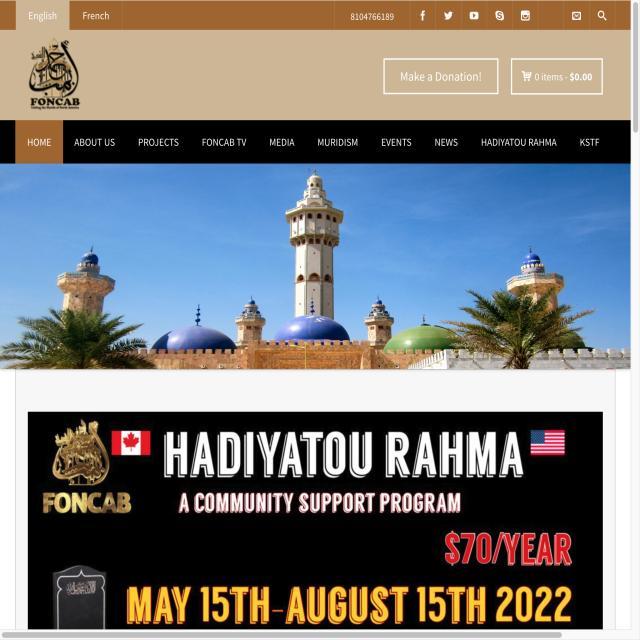 English French 8104766189
FONCAB
Make a Donation! 0 items - $0.00
HOME ABOUT US PROJECTS FONCAB TV MEDIA MURIDISM EVENTS NEWS HADIYATOU RAHMA KSTF
HADIYATOU RAHMA
FONCAB
A COMMUNITY SUPPORT PROGRAM
$70/YEAR
MAY 15TH-AUGUST 15TH 2022